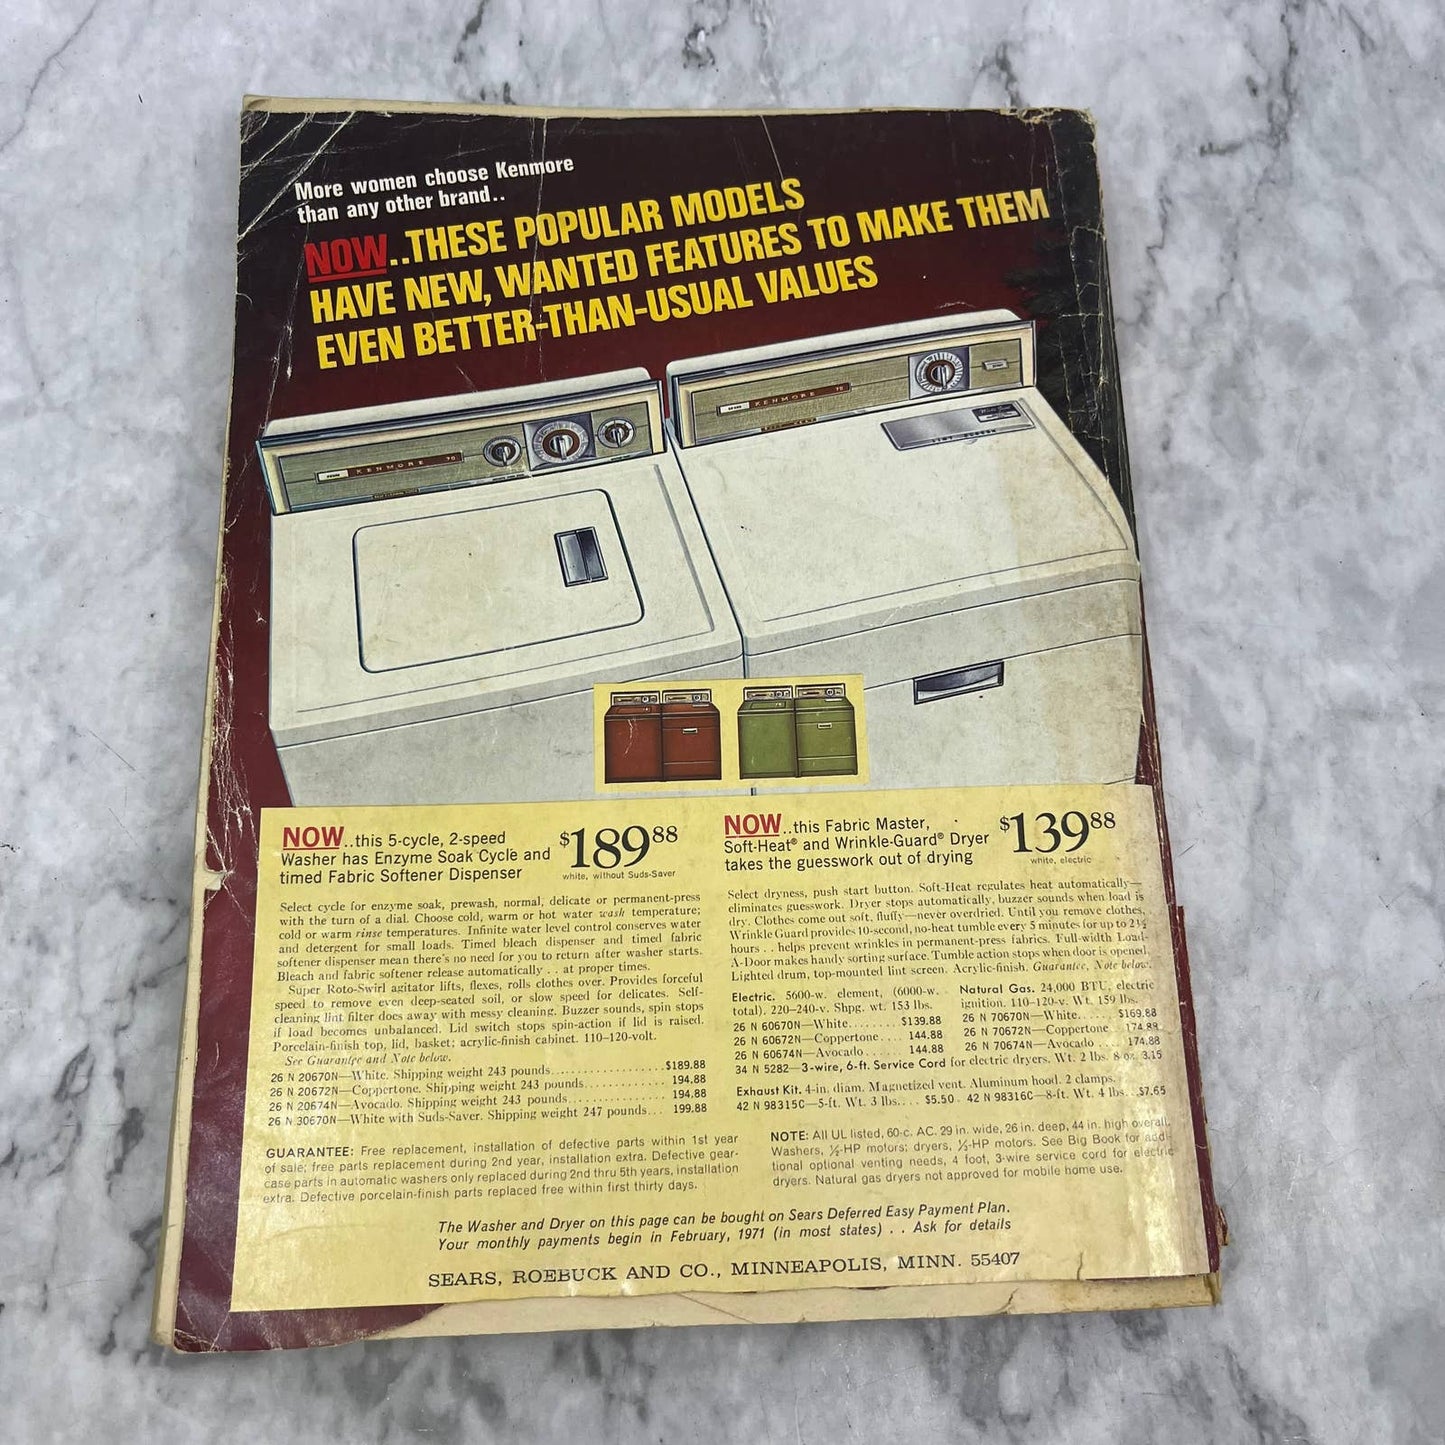 More women choose Kenmore
than any other brand..
NOW..THESE POPULAR MODELS
HAVE NEW, WANTED FEATURES TO MAKE THEM
EVEN BETTER-THAN-USUAL VALUES
SEARS KENMORE 70
KENMORE 70
LINT SCREEN
NOW..this 5-cycle, 2-speed
Washer has Enzyme Soak Cycle and
timed Fabric Softener Dispenser
$189 88
white, without Suds-Saver
Select cycle for enzyme soak, prewash, normal, delicate or permanent-press
with the turn of a dial. Choose cold, warm or hot water wash temperature;
cold or warm rinse temperatures. Infinite water level control conserves water
and detergent for small loads. Timed bleach dispenser and timed fabric
softener dispenser mean there's no need for you to return after washer starts.
Bleach and fabric softener release automatically . . at proper times.
Super Roto-Swirl agitator lifts, flexes, rolls clothes over. Provides forceful
speed to remove even deep-seated soil, or slow speed for delicates. Self-
cleaning lint filter does away with messy cleaning. Buzzer sounds, spin stops
if load becomes unbalanced. Lid switch stops spin-action if lid is raised.
Porcelain-finish top, lid, basket; acrylic-finish cabinet. 110-120-volt.
See Guarantee and Note below.
26 N 20670N—White. Shipping weight 243 pounds...................$189.88
26 N 20672N—Coppertone. Shipping weight 243 pounds............. 194.88
26 N 20674N—Avocado. Shipping weight 243 pounds................ 194.88
26 N 30670N—White with Suds-Saver. Shipping weight 247 pounds... 199.88
NOW..this Fabric Master,
Soft-Heat® and Wrinkle-Guard® Dryer
takes the guesswork out of drying
$139 88
white, electric
Select dryness, push start button. Soft-Heat regulates heat automatically—
eliminates guesswork. Dryer stops automatically, buzzer sounds when load is
dry. Clothes come out soft, fluffy—never overdried. Until you remove clothes,
Wrinkle Guard provides 10-second, no-heat tumble every 5 minutes for up to 2½
hours . . helps prevent wrinkles in permanent-press fabrics. Full-width Load-
A-Door makes handy sorting surface. Tumble action stops when door is opened.
Lighted drum, top-mounted lint screen. Acrylic-finish. Guarantee, Note below.
Electric. 5600-w. element, (6000-w.
total). 220-240-v. Shpg. wt. 153 lbs.
26 N 60670N—White........ $139.88
26 N 60672N—Coppertone.... 144.88
26 N 60674N—Avocado..... 144.88
Natural Gas. 24,000 BTU, electric
ignition. 110-120-v. Wt. 159 lbs.
26 N 70670N—White..... $169.88
26 N 70672N—Coppertone 174.88
26 N 70674N—Avocado .... 174.88
34 N 5282—3-wire, 6-ft. Service Cord for electric dryers. Wt. 2 lbs. 8 oz. 3.15
Exhaust Kit. 4-in. diam. Magnetized vent. Aluminum hood. 2 clamps.
42 N 98315C—5-ft. Wt. 3 lbs.... $5.50 42 N 98316C—8-ft. Wt. 4 lbs...$7.65
GUARANTEE: Free replacement, installation of defective parts within 1st year
of sale; free parts replacement during 2nd year, installation extra. Defective gear-
case parts in automatic washers only replaced during 2nd thru 5th years, installation
extra. Defective porcelain-finish parts replaced free within first thirty days.
NOTE: All UL listed, 60-c. AC. 29 in. wide, 26 in. deep, 44 in. high overall.
Washers, ½-HP motors; dryers, ⅓-HP motors. See Big Book for addi-
tional optional venting needs, 4 foot, 3-wire service cord for electric
dryers. Natural gas dryers not approved for mobile home use.
The Washer and Dryer on this page can be bought on Sears Deferred Easy Payment Plan.
Your monthly payments begin in February, 1971 (in most states) . . Ask for details
SEARS, ROEBUCK AND CO., MINNEAPOLIS, MINN. 55407